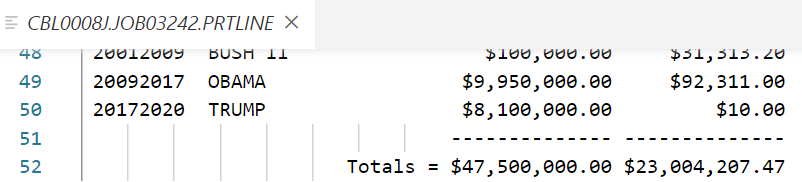 CBL0008J.JOB03242.PRTLINE ×
48 20012009 BUSH II $100,000.00 $31,313.20
49 20092017 OBAMA $9,950,000.00 $92,311.00
50 20172020 TRUMP $8,100,000.00 $10.00
51 -------------- --------------
52 Totals = $47,500,000.00 $23,004,207.47